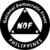 National Democratic Front
NDF
PHILIPPINES